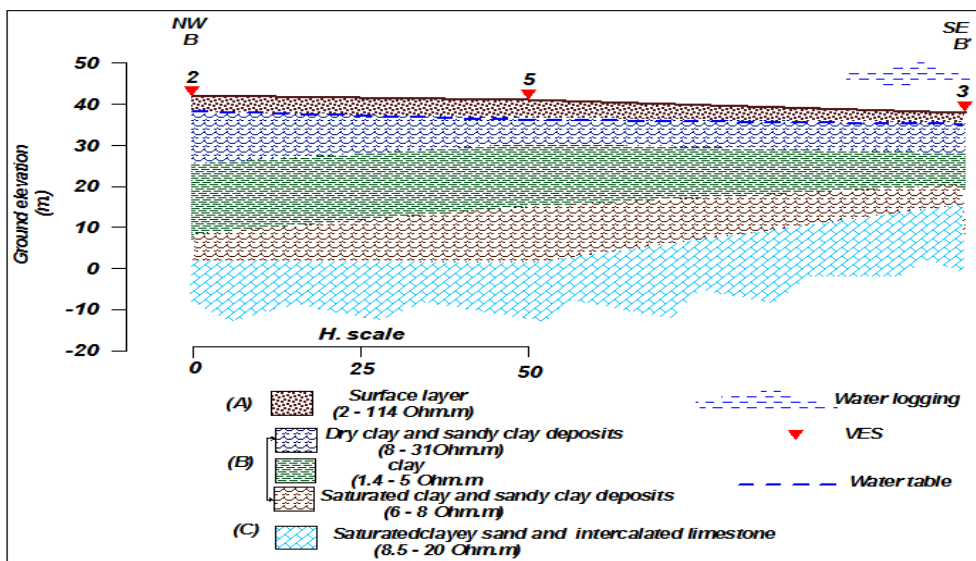 NW
B
SE
B'
50
40
30
20
10
0
-10
-20
Ground elevation
(m)
2
5
3
H. scale
0
25
50
(A)
Surface layer
(2 - 114 Ohm.m)
(B)
Dry clay and sandy clay deposits
(8 - 31Ohm.m)
clay
(1.4 - 5 Ohm.m
Saturated clay and sandy clay deposits
(6 - 8 Ohm.m)
(C)
Saturatedclayey sand and intercalated limestone
(8.5 - 20 Ohm.m)
Water logging
VES
Water table